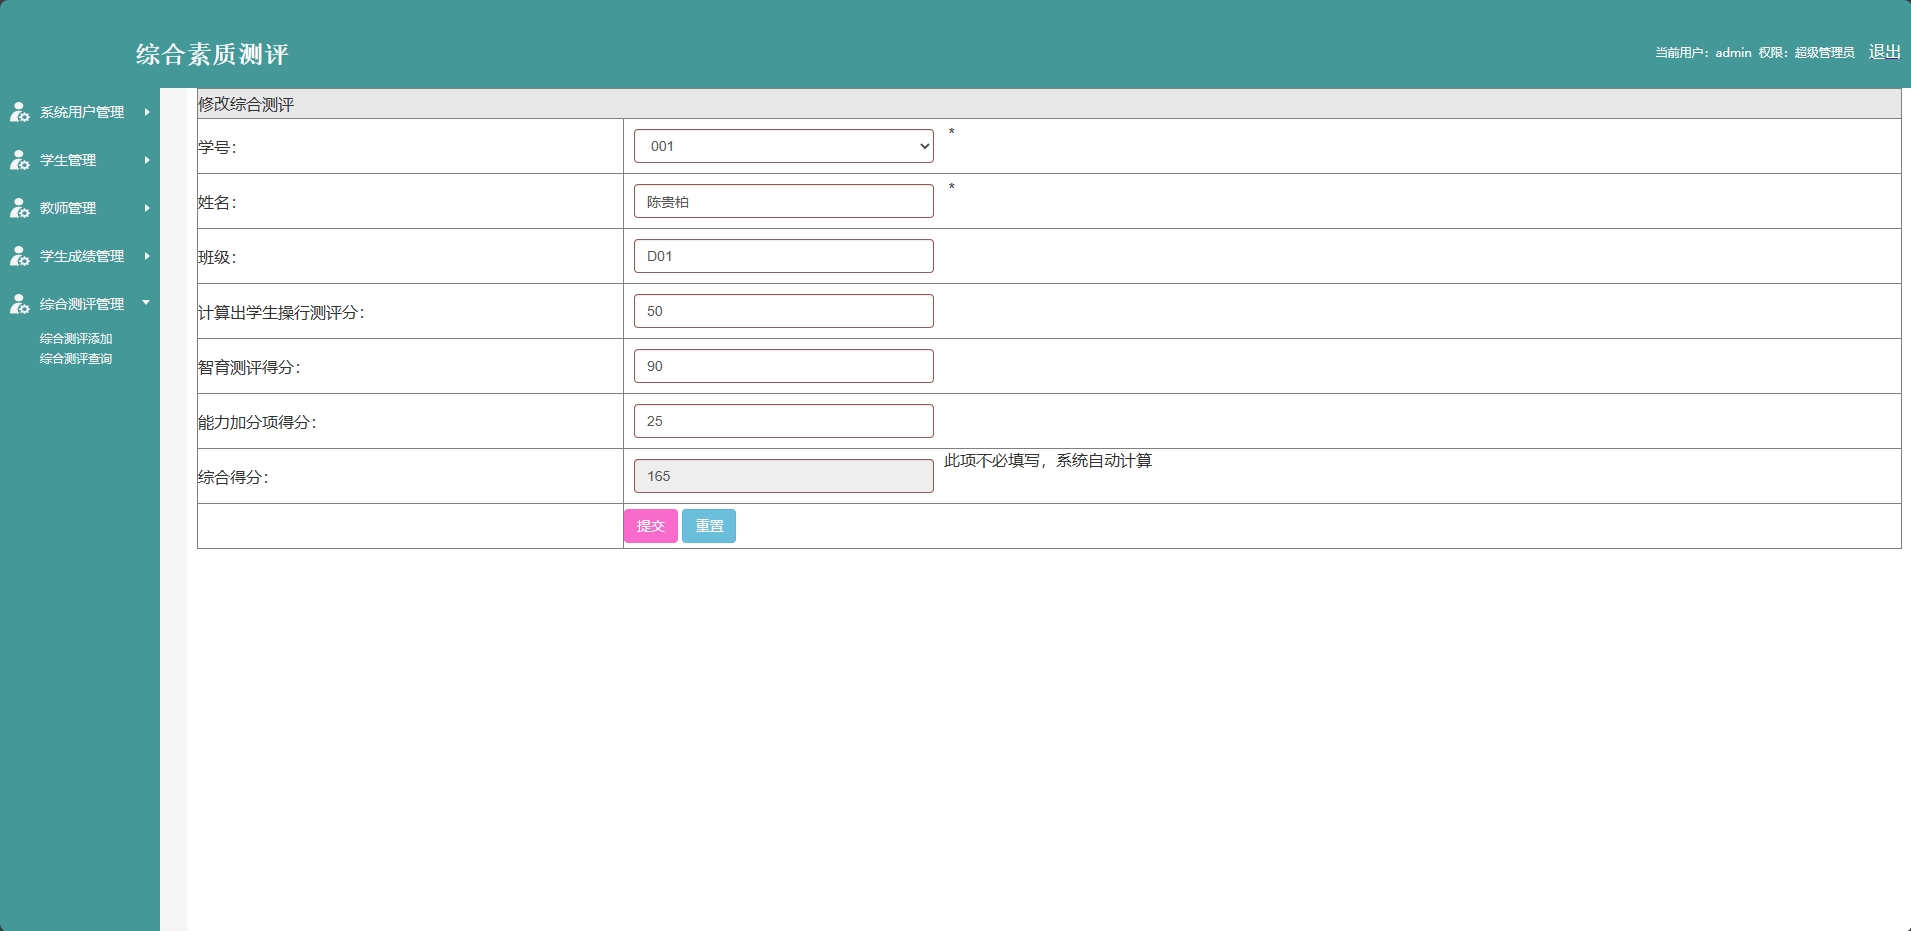 综合素质测评
当前用户：admin 权限：超级管理员 退出
系统用户管理
学生管理
教师管理
学生成绩管理
综合测评管理
综合测评添加
综合测评查询
修改综合测评
学号： 001 *
姓名： 陈贵柏 *
班级： D01
计算出学生操行测评分： 50
智育测评得分： 90
能力加分项得分： 25
综合得分： 165 此项不必填写，系统自动计算
提交 重置